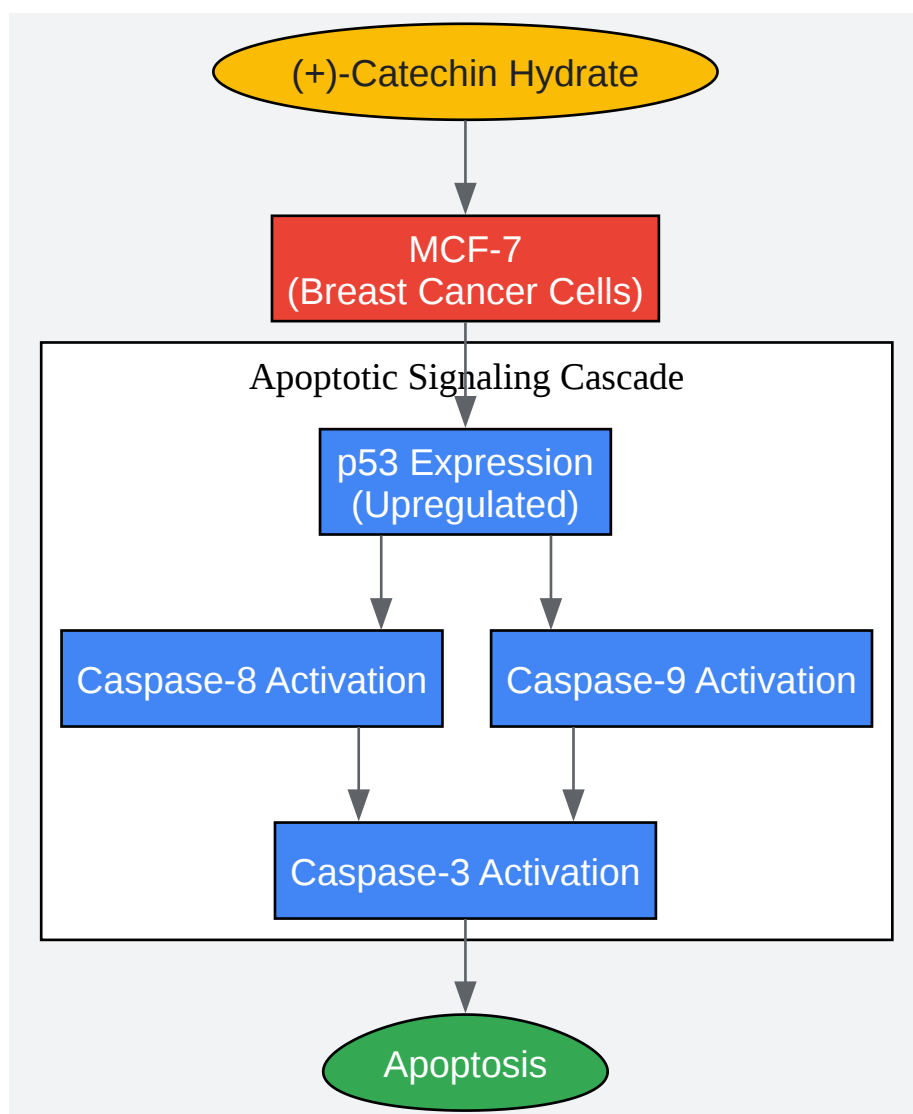 (+)-Catechin Hydrate
MCF-7
(Breast Cancer Cells)
Apoptotic Signaling Cascade
p53 Expression
(Upregulated)
Caspase-8 Activation
Caspase-9 Activation
Caspase-3 Activation
Apoptosis